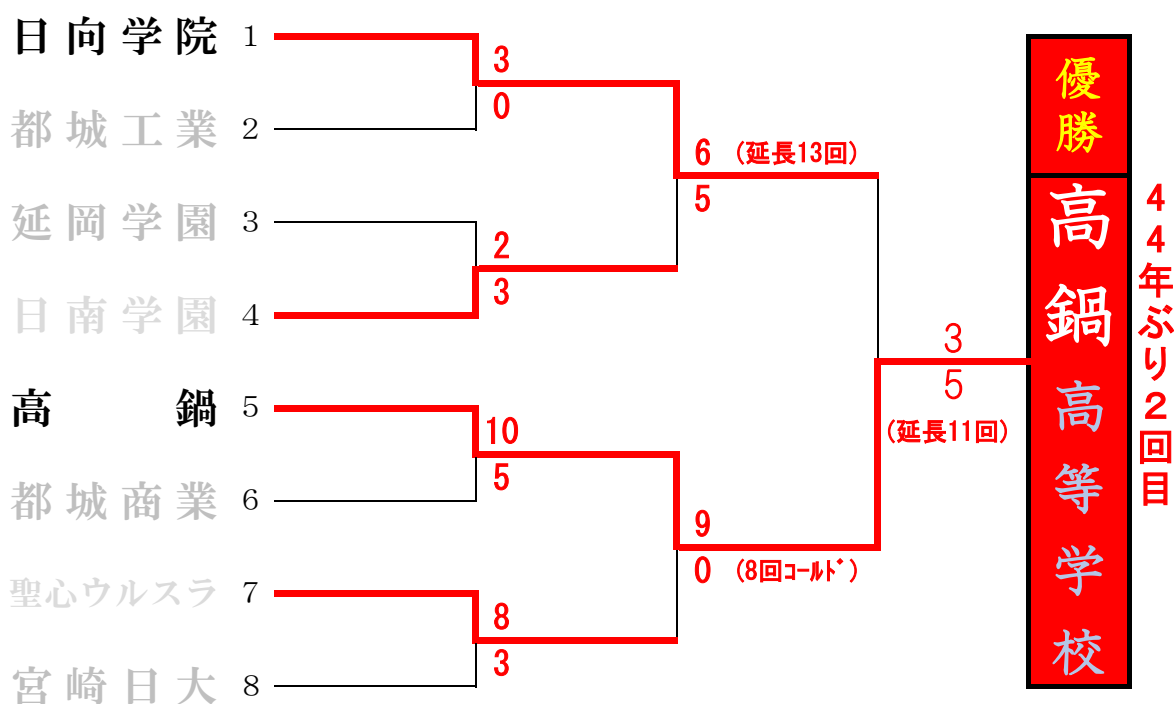 日向学院 1
都城工業 2
延岡学園 3
日南学園 4
高鍋 5
都城商業 6
聖心ウルスラ 7
宮崎日大 8
3
0
2
3
10
5
8
3
6 (延長13回)
5
9
0 (8回ｺｰﾙﾄﾞ)
3
5
(延長11回)
優勝
高鍋高等学校
44年ぶり2回目